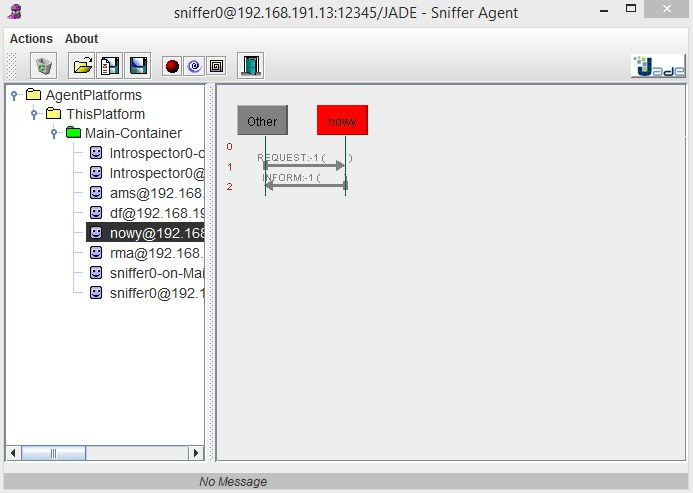 sniffer0@192.168.191.13:12345/JADE - Sniffer Agent
Actions About
Jade
AgentPlatforms
ThisPlatform
Main-Container
Introspector0-o
Introspector0@
ams@192.168.
df@192.168.19
nowy@192.168
rma@192.168.
sniffer0-on-Mai
sniffer0@192.1
Other nowy
0
REQUEST:-1 ( )
1
INFORM:-1 (
2
No Message